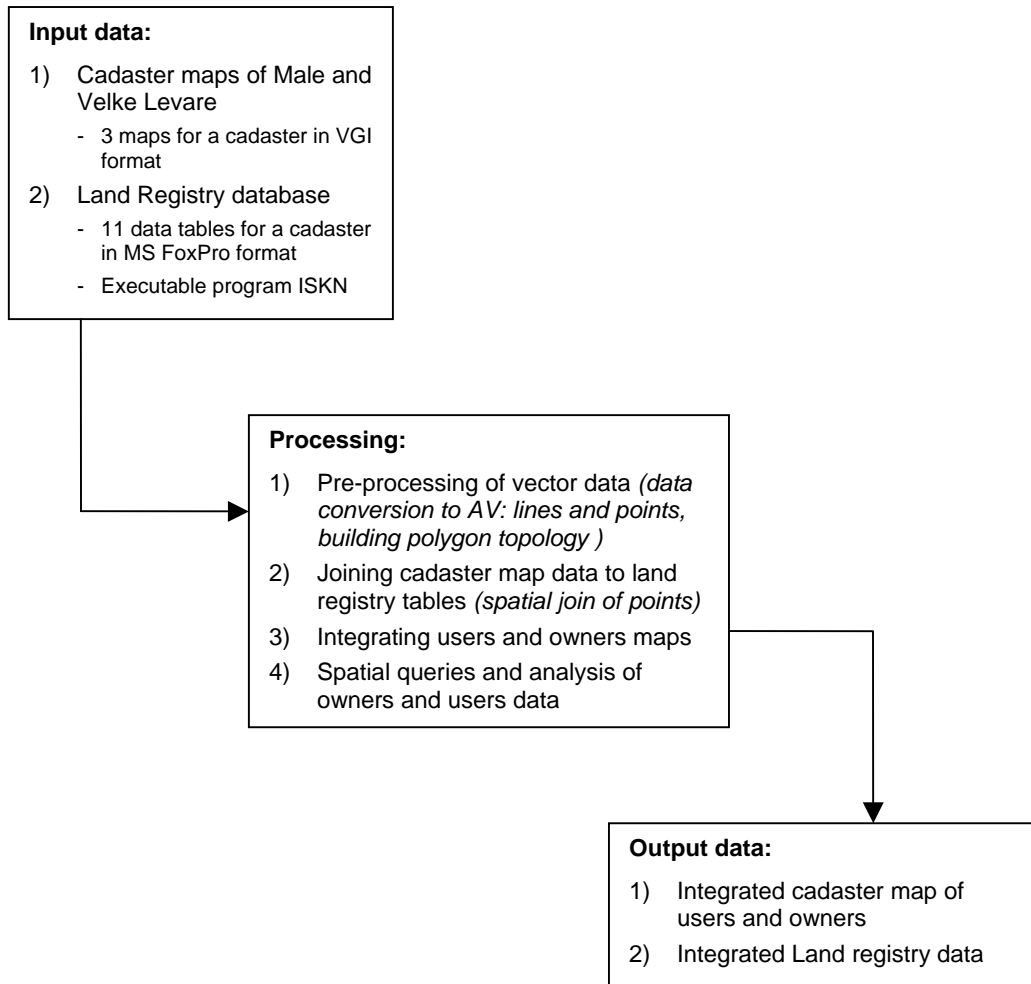 Input data:
1) Cadaster maps of Male and
Velke Levare
- 3 maps for a cadaster in VGI
format
2) Land Registry database
- 11 data tables for a cadaster
in MS FoxPro format
- Executable program ISKN
Processing:
1) Pre-processing of vector data (data
conversion to AV: lines and points,
building polygon topology )
2) Joining cadaster map data to land
registry tables (spatial join of points)
3) Integrating users and owners maps
4) Spatial queries and analysis of
owners and users data
Output data:
1) Integrated cadaster map of
users and owners
2) Integrated Land registry data